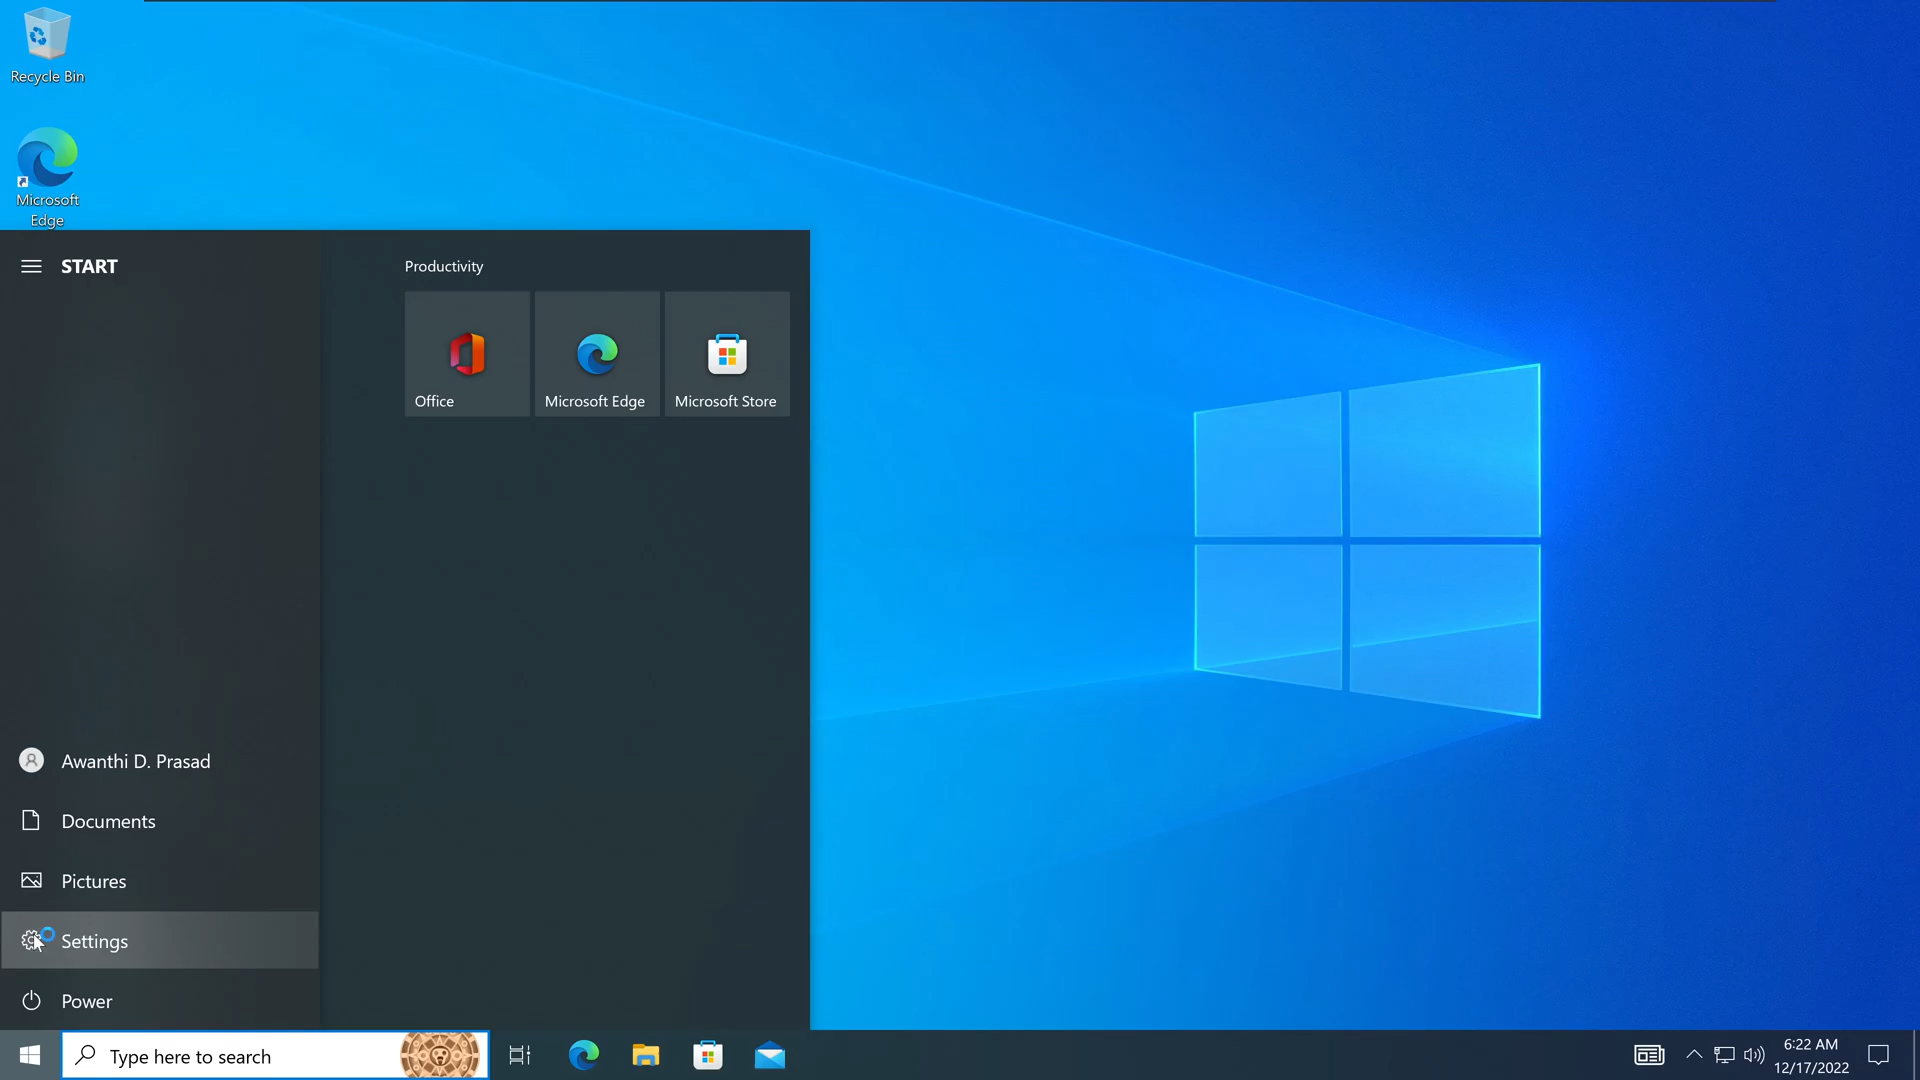 Recycle Bin
Microsoft
Edge
START
Productivity
Office
Microsoft Edge
Microsoft Store
Awanthi D. Prasad
Documents
Pictures
Settings
Power
Type here to search
6:22 AM
12/17/2022